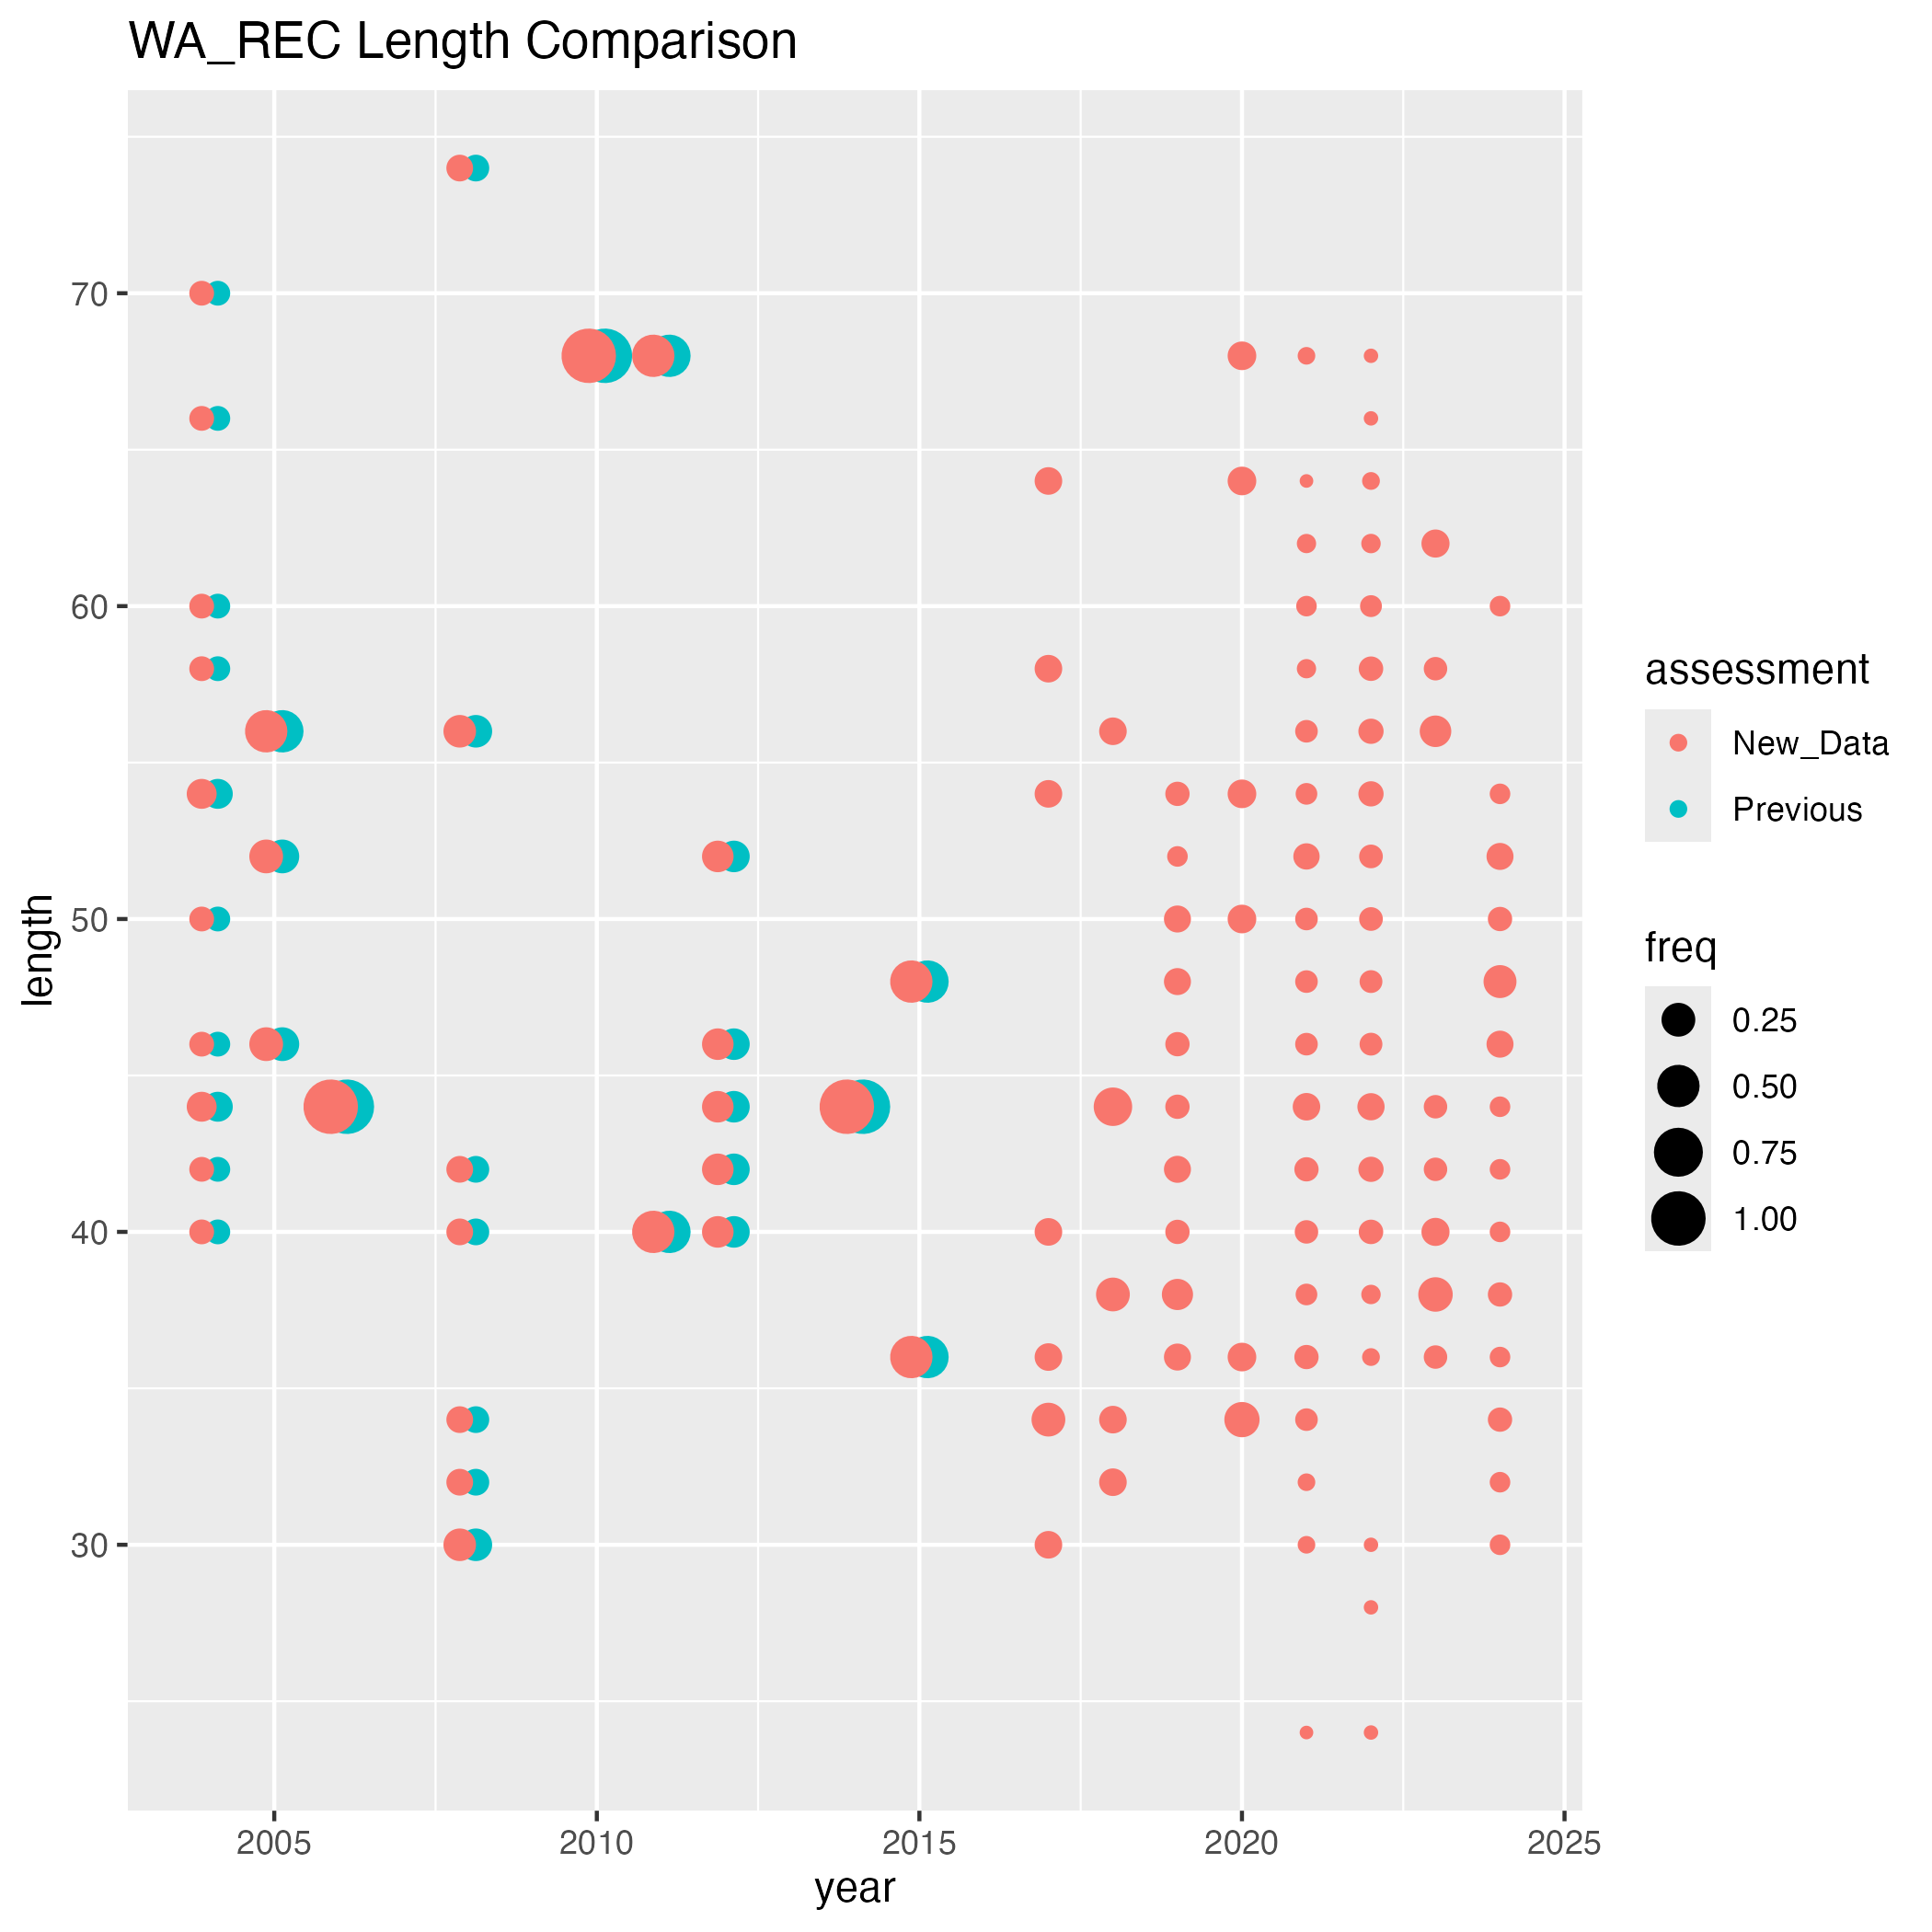 WA_REC Length Comparison
70
60
50
40
30
length
2005 2010 2015 2020 2025
year
assessment
New_Data
Previous
freq
0.25
0.50
0.75
1.00